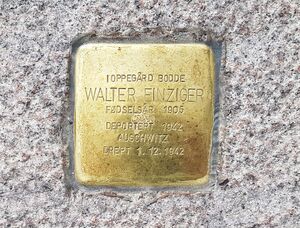 I OPPEGÅRD BODDE
WALTER FINZIGER
FØDSELSÅR 1905
DEPORTERT 1942
AUSCHWITZ
DREPT 1.12.1942